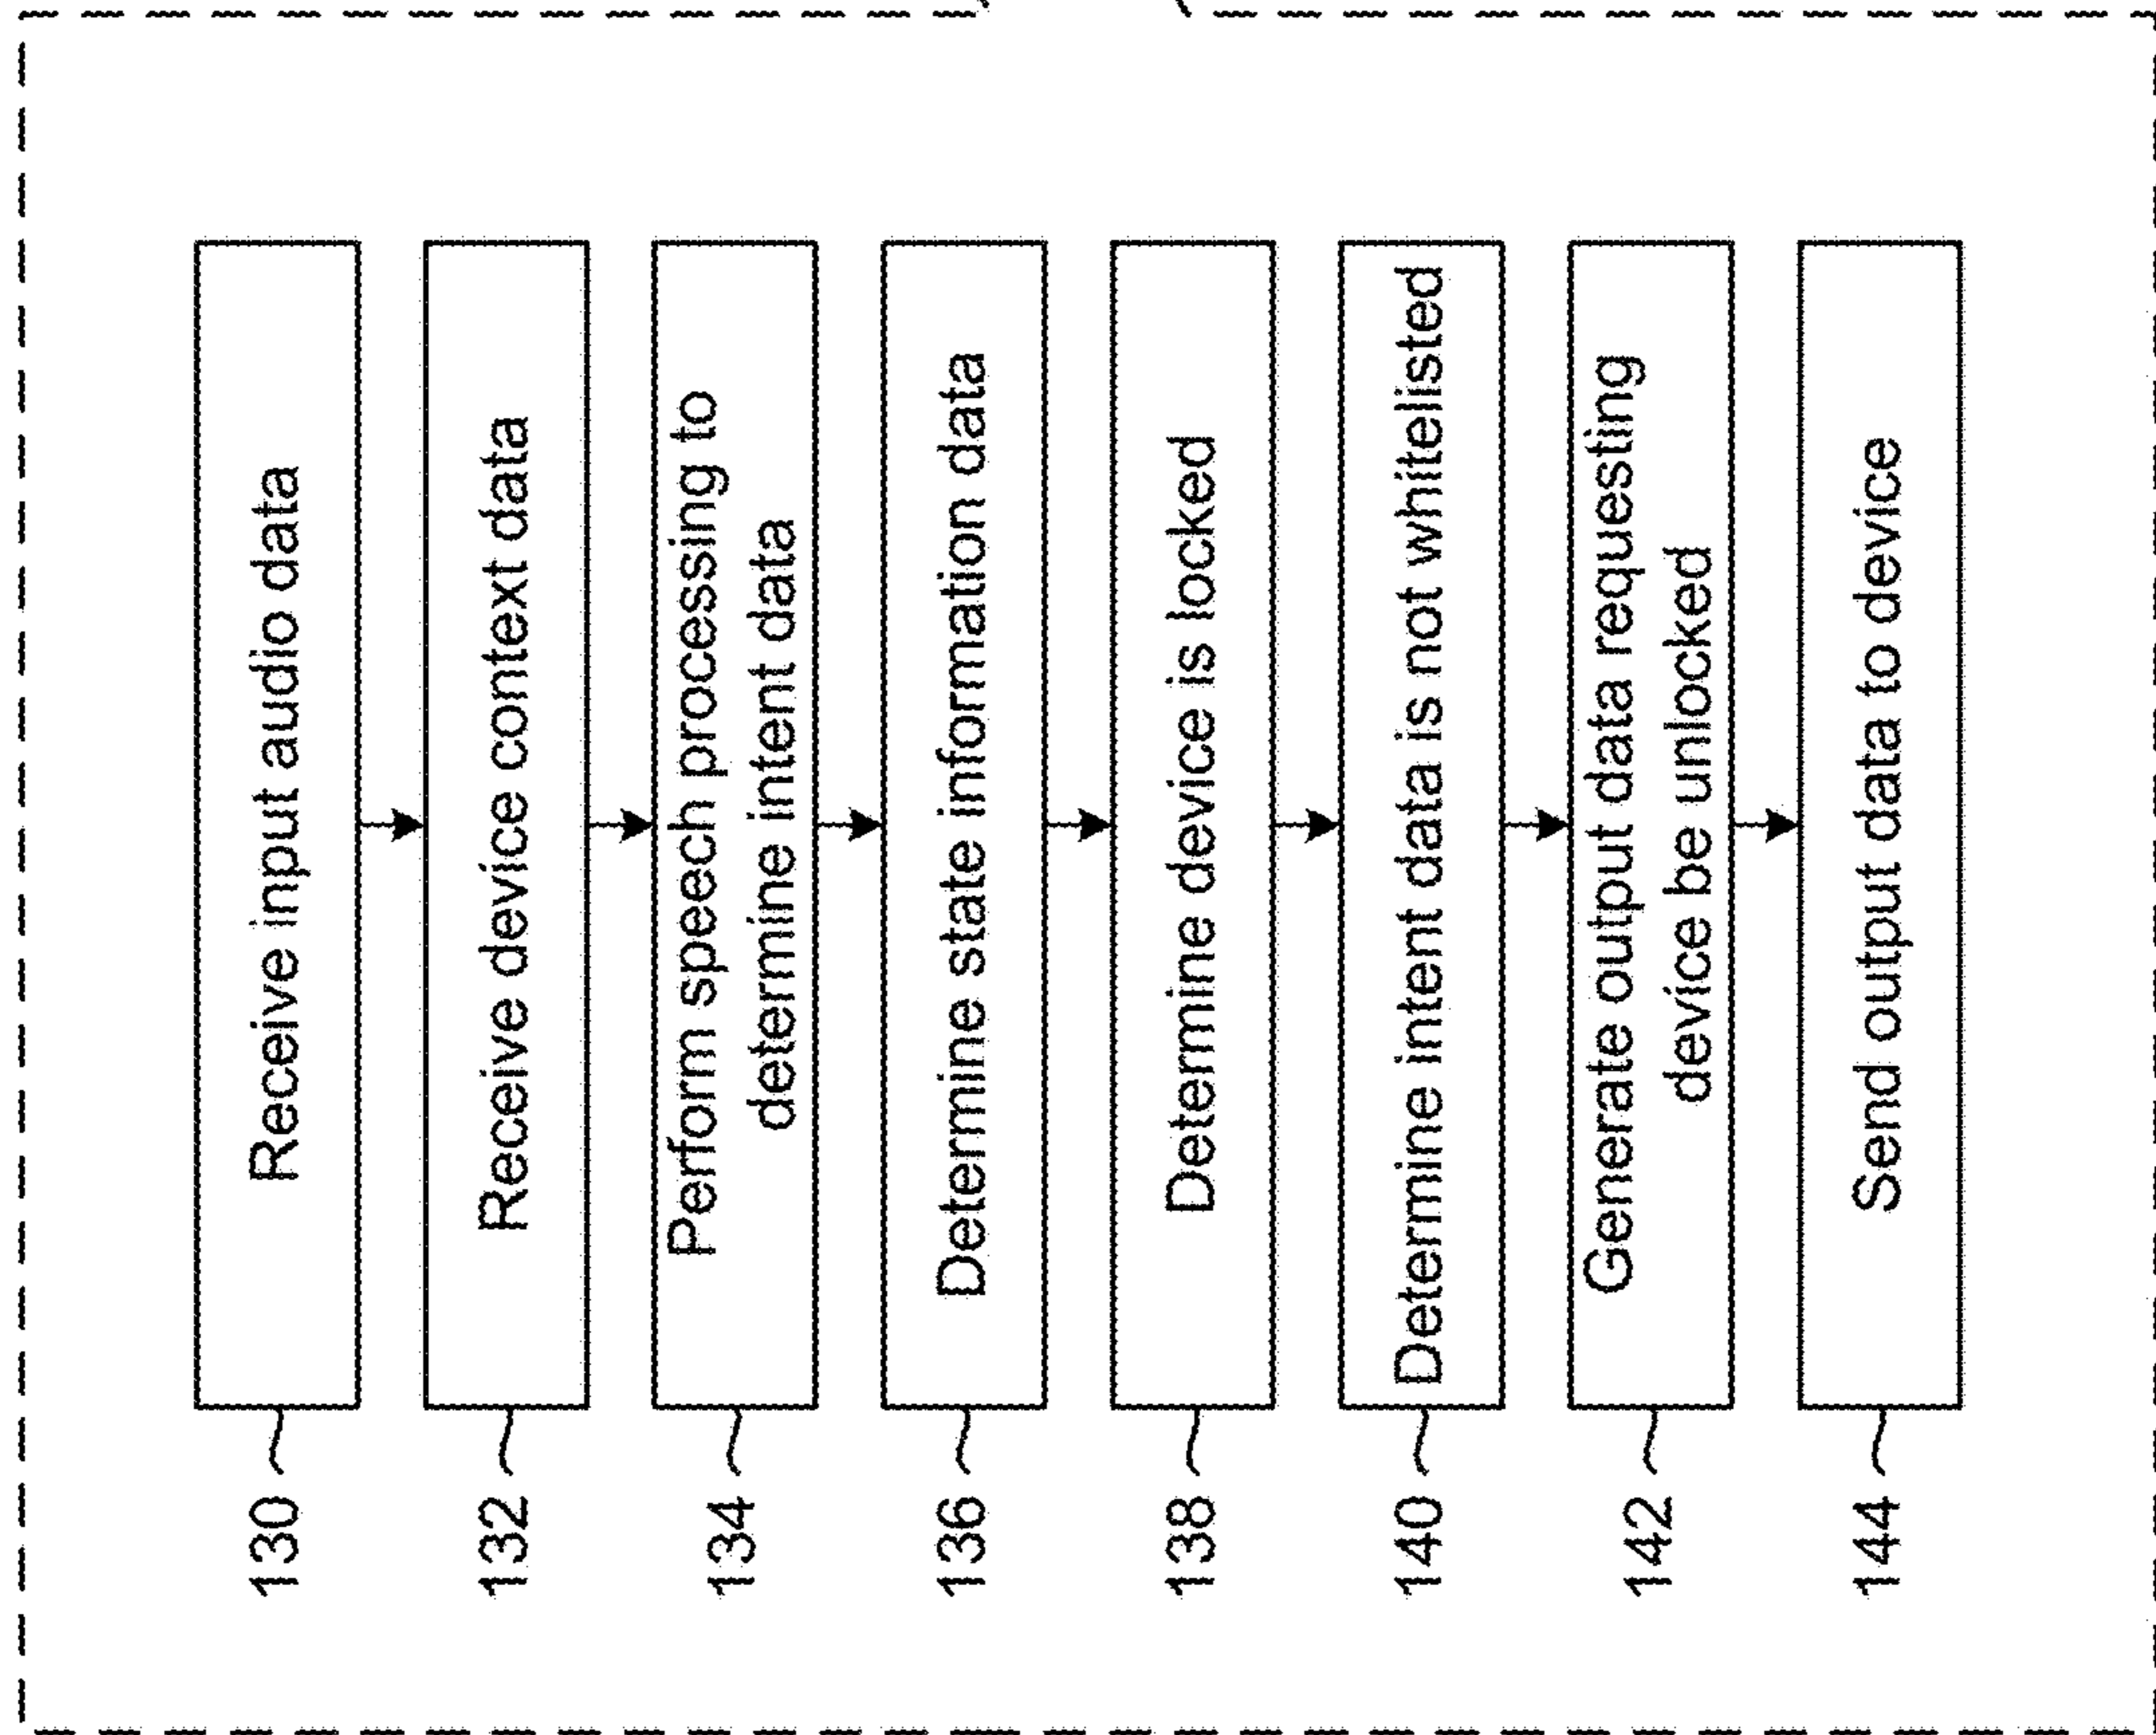 130
Receive input audio data
132
Receive device context data
134
Perform speech processing to
determine intent data
136
Determine state information data
138
Determine device is locked
140
Determine intent data is not whitelisted
142
Generate output data requesting
device be unlocked
144
Send output data to device